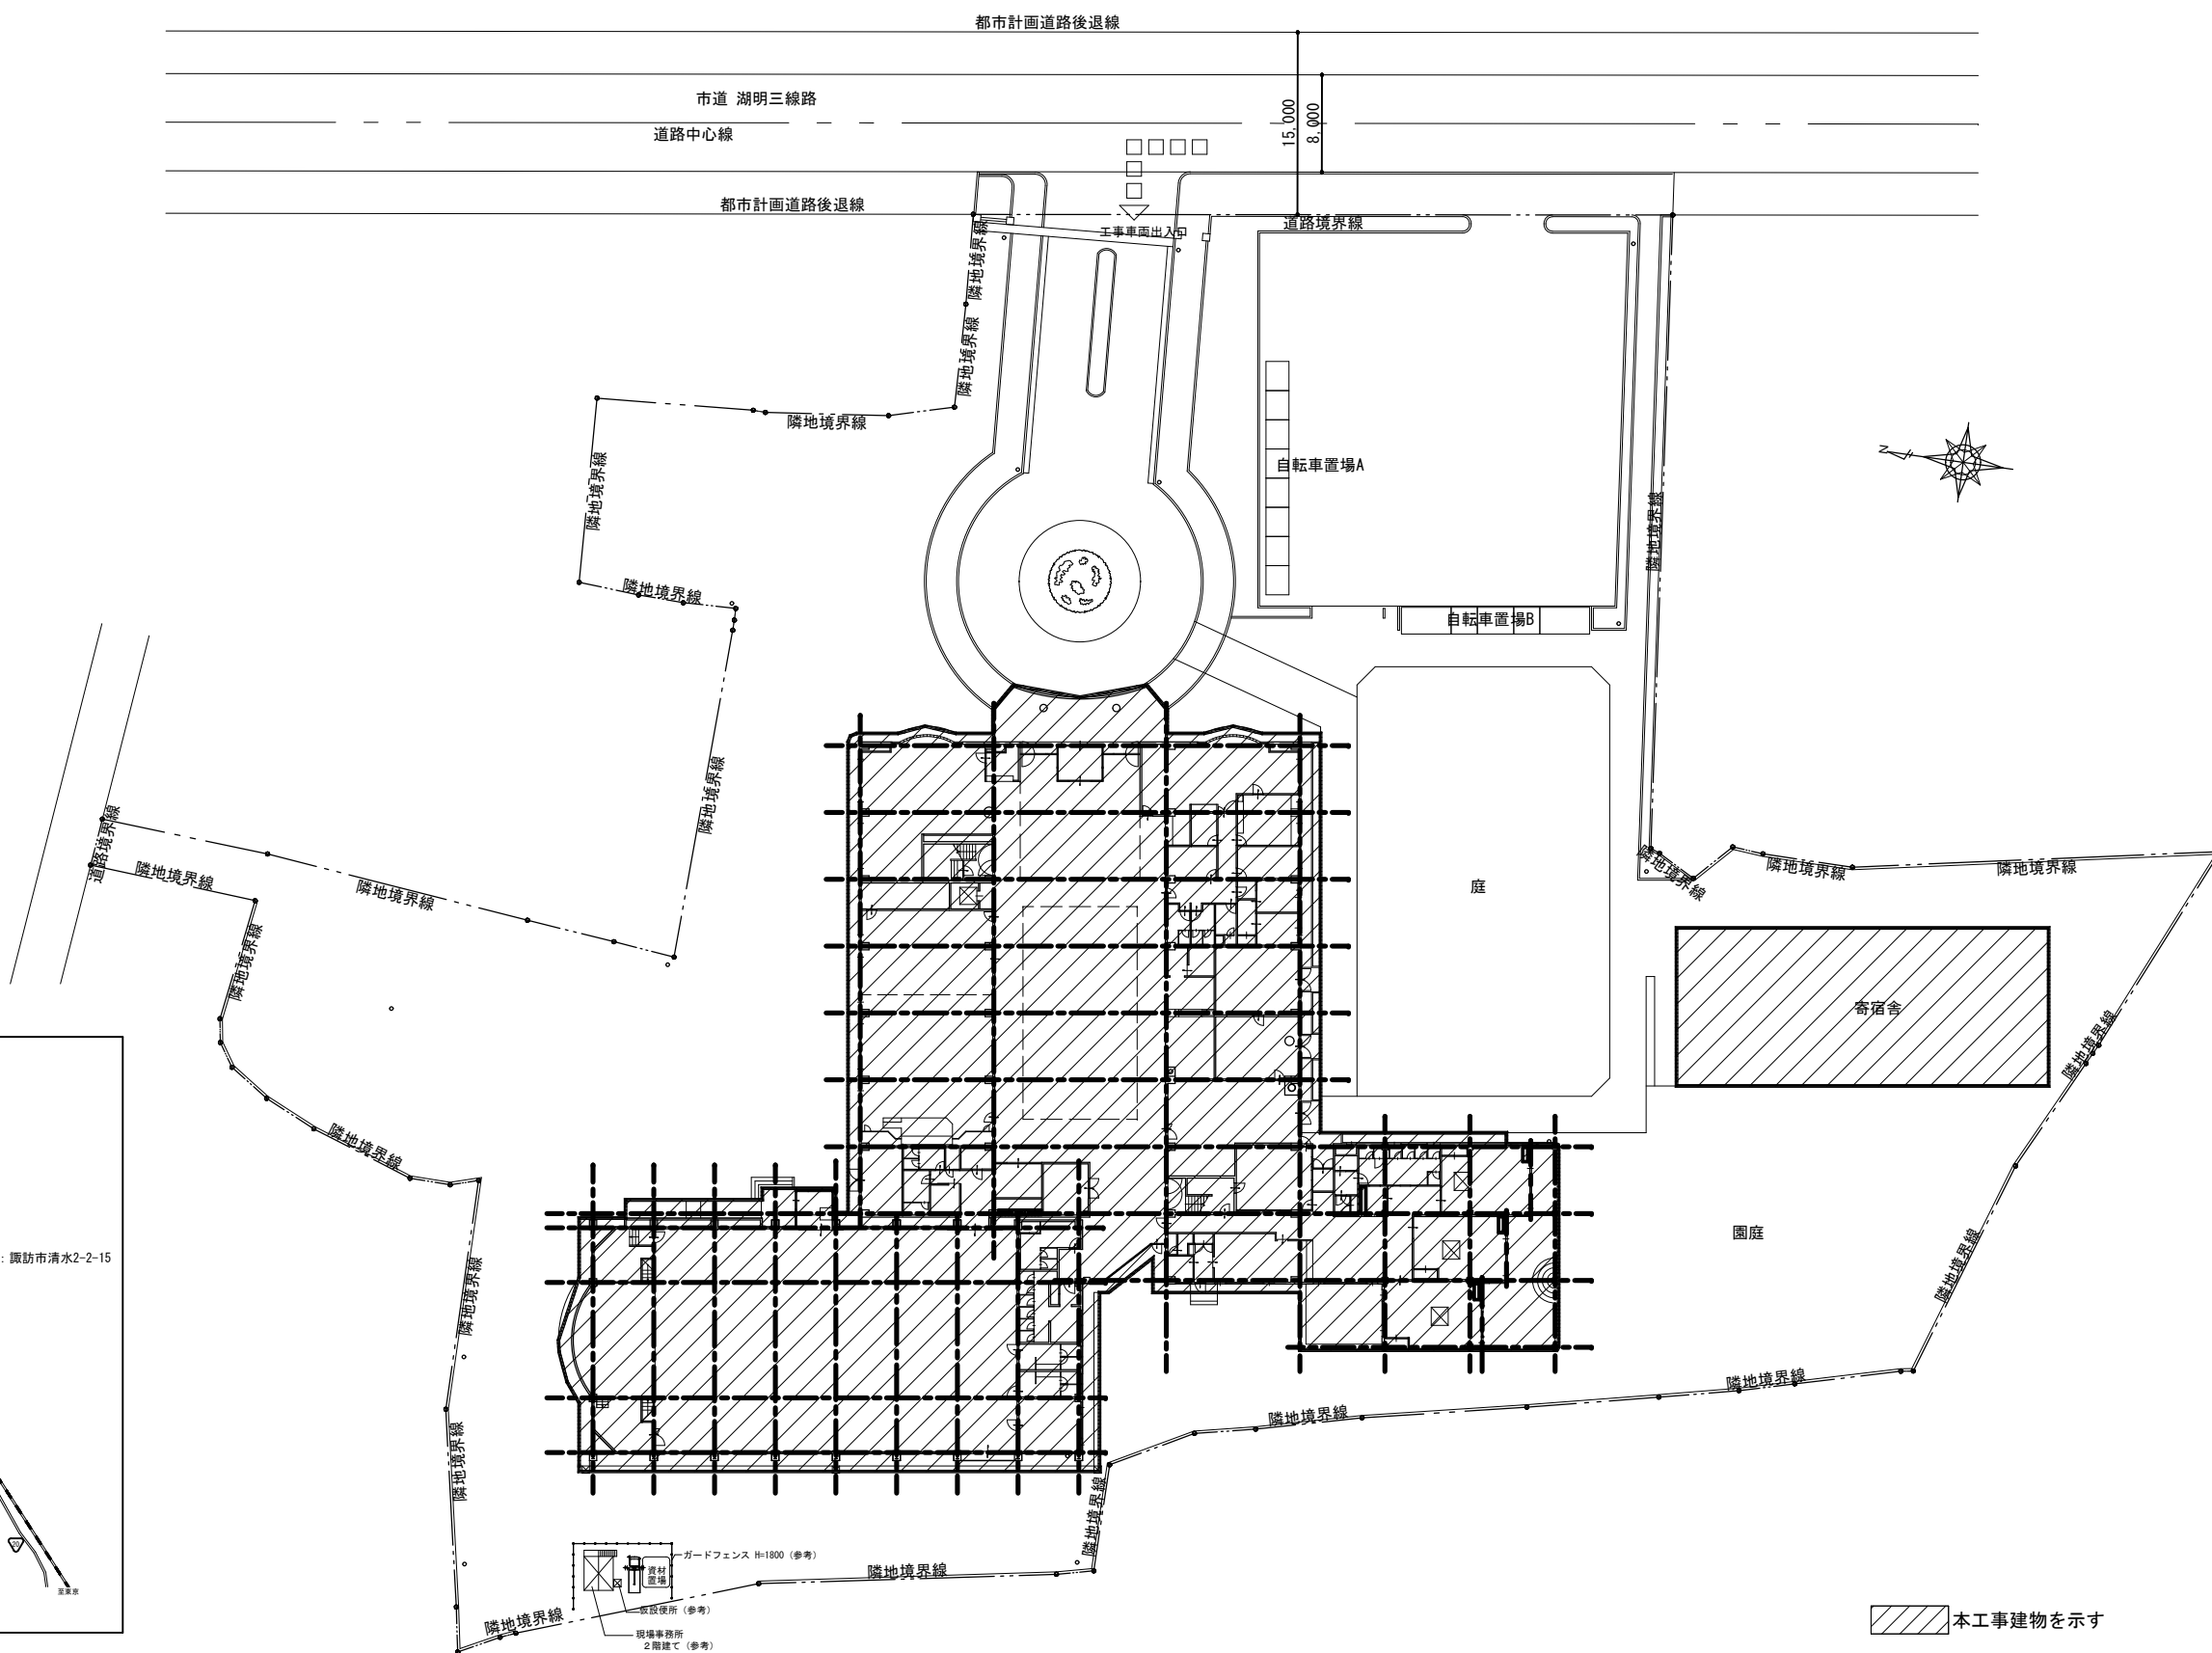 都市計画道路後退線
市道 湖明三線路
道路中心線
15,000
8,000
都市計画道路後退線
道路境界線
工事車両出入口
隣地境界線
隣地境界線
隣地境界線
隣地境界線
自転車置場A
N
隣地境界線
隣地境界線
自転車置場B
隣地境界線
道路境界線
隣地境界線
隣地境界線
隣地境界線
隣地境界線
隣地境界線
庭
隣地境界線
寄宿舎
隣地境界線
隣地境界線
園庭
: 諏訪市清水2-2-15
隣地境界線
隣地境界線
隣地境界線
隣地境界線
隣地境界線
隣地境界線
20
至東京
ガードフェンス H=1800 (参考)
資材
置場
隣地境界線
仮設便所 (参考)
隣地境界線
現場事務所
2階建て (参考)
本工事建物を示す